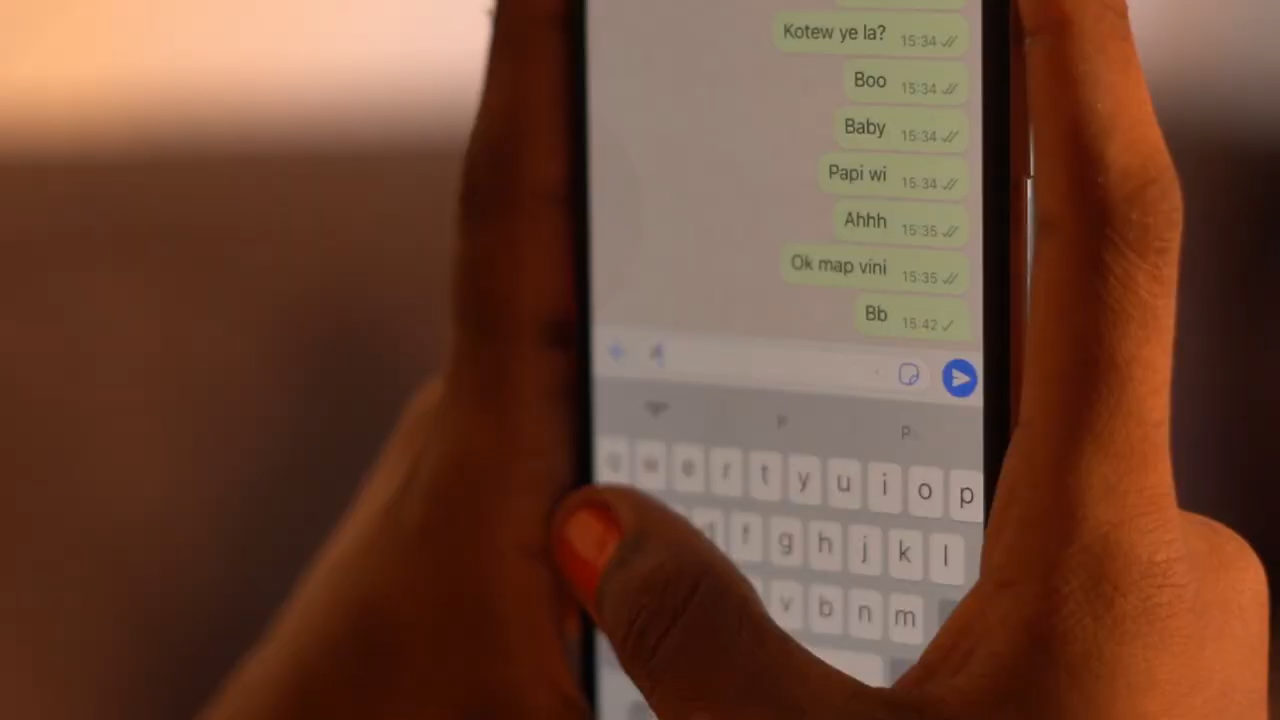 Kotew ye la? 15:34
Boo 15:34
Baby 15:34
Papi wi 15:34
Ahhh 15:35
Ok map vini 15:35
Bb 15:42
q w e r t y u i o p
f g h j k l
v b n m